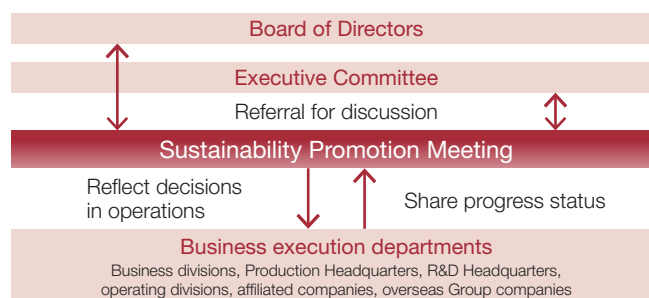 Board of Directors
Executive Committee
Referral for discussion
Sustainability Promotion Meeting
Reflect decisions
in operations
Share progress status
Business execution departments
Business divisions, Production Headquarters, R&D Headquarters,
operating divisions, affiliated companies, overseas Group companies